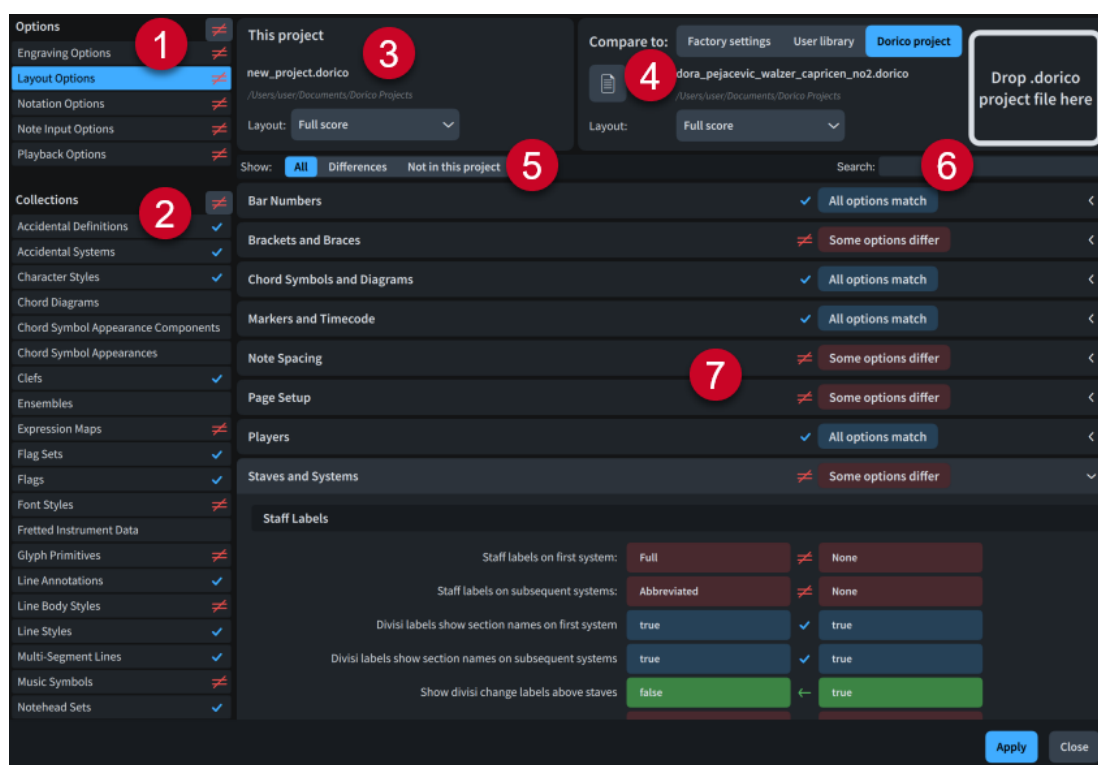 Options
1
Engraving Options
Layout Options
Notation Options
Note Input Options
Playback Options
Collections
2
Accidental Definitions
Accidental Systems
Character Styles
Chord Diagrams
Chord Symbol Appearance Components
Chord Symbol Appearances
Clefs
Ensembles
Expression Maps
Flag Sets
Flags
Font Styles
Fretted Instrument Data
Glyph Primitives
Line Annotations
Line Body Styles
Line Styles
Multi-Segment Lines
Music Symbols
Notehead Sets
This project
3
new_project.dorico
/Users/user/Documents/Dorico Projects
Layout: Full score
Compare to: Factory settings User library Dorico project
4
dora_pejacevic_walzer_capricen_no2.dorico
/Users/user/Documents/Dorico Projects
Layout: Full score
Drop .dorico
project file here
Show: All Differences Not in this project 5
Search: 6
Bar Numbers ✓ All options match
Brackets and Braces ≠ Some options differ
Chord Symbols and Diagrams ✓ All options match
Markers and Timecode ✓ All options match
Note Spacing ≠ Some options differ
7
Page Setup ≠ Some options differ
Players ✓ All options match
Staves and Systems ≠ Some options differ
Staff Labels
Staff labels on first system: Full ≠ None
Staff labels on subsequent systems: Abbreviated ≠ None
Divisi labels show section names on first system true ✓ true
Divisi labels show section names on subsequent systems true ✓ true
Show divisi change labels above staves false ← true
Apply Close